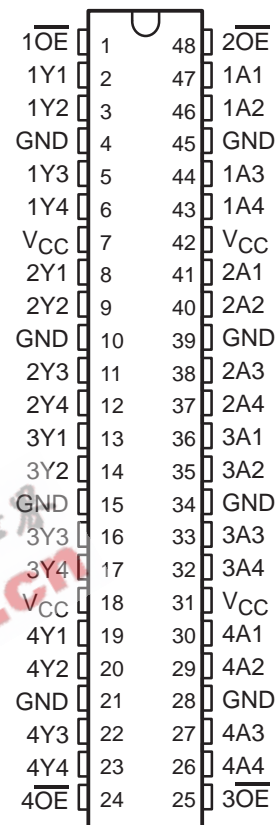 1O̅E̅ 1 48 2O̅E̅
1Y1 2 47 1A1
1Y2 3 46 1A2
GND 4 45 GND
1Y3 5 44 1A3
1Y4 6 43 1A4
VCC 7 42 VCC
2Y1 8 41 2A1
2Y2 9 40 2A2
GND 10 39 GND
2Y3 11 38 2A3
2Y4 12 37 2A4
3Y1 13 36 3A1
3Y2 14 35 3A2
GND 15 34 GND
3Y3 16 33 3A3
3Y4 17 32 3A4
VCC 18 31 VCC
4Y1 19 30 4A1
4Y2 20 29 4A2
GND 21 28 GND
4Y3 22 27 4A3
4Y4 23 26 4A4
4O̅E̅ 24 25 3O̅E̅